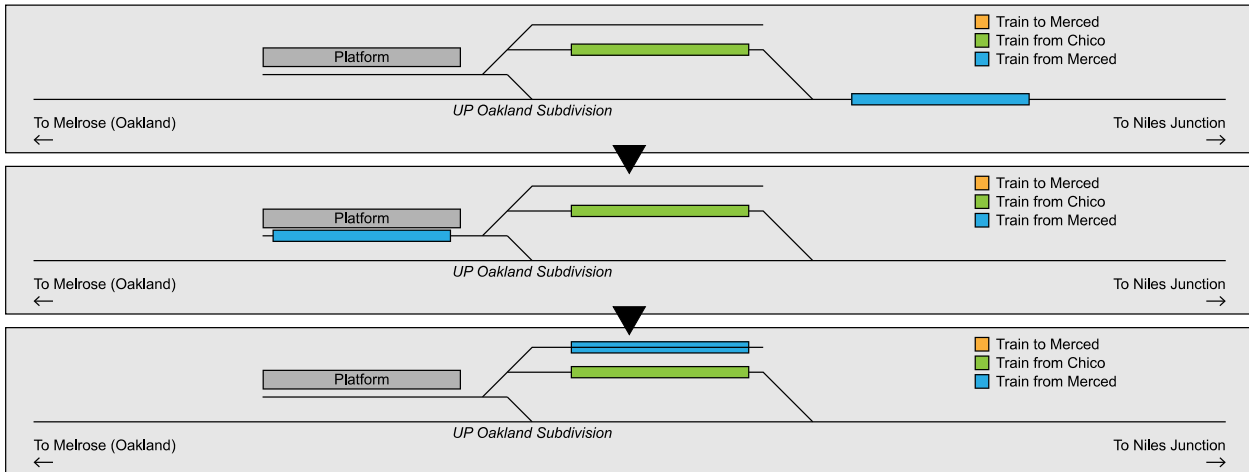 Train to Merced
Train from Chico
Platform
Train from Merced
UP Oakland Subdivision
To Melrose (Oakland)
To Niles Junction
←
→
Train to Merced
Train from Chico
Platform
Train from Merced
UP Oakland Subdivision
To Melrose (Oakland)
To Niles Junction
←
→
Train to Merced
Train from Chico
Platform
Train from Merced
UP Oakland Subdivision
To Melrose (Oakland)
To Niles Junction
←
→